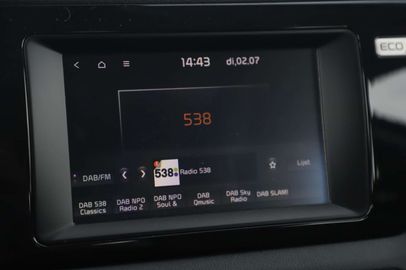 14:43 di,02.07
ECO
538
DAB/FM
538 Radio 538
Lijst
DAB 538 DAB NPO DAB NPO DAB DAB Sky DAB SLAM!
Classics Radio 2 Soul & Qmusic Radio